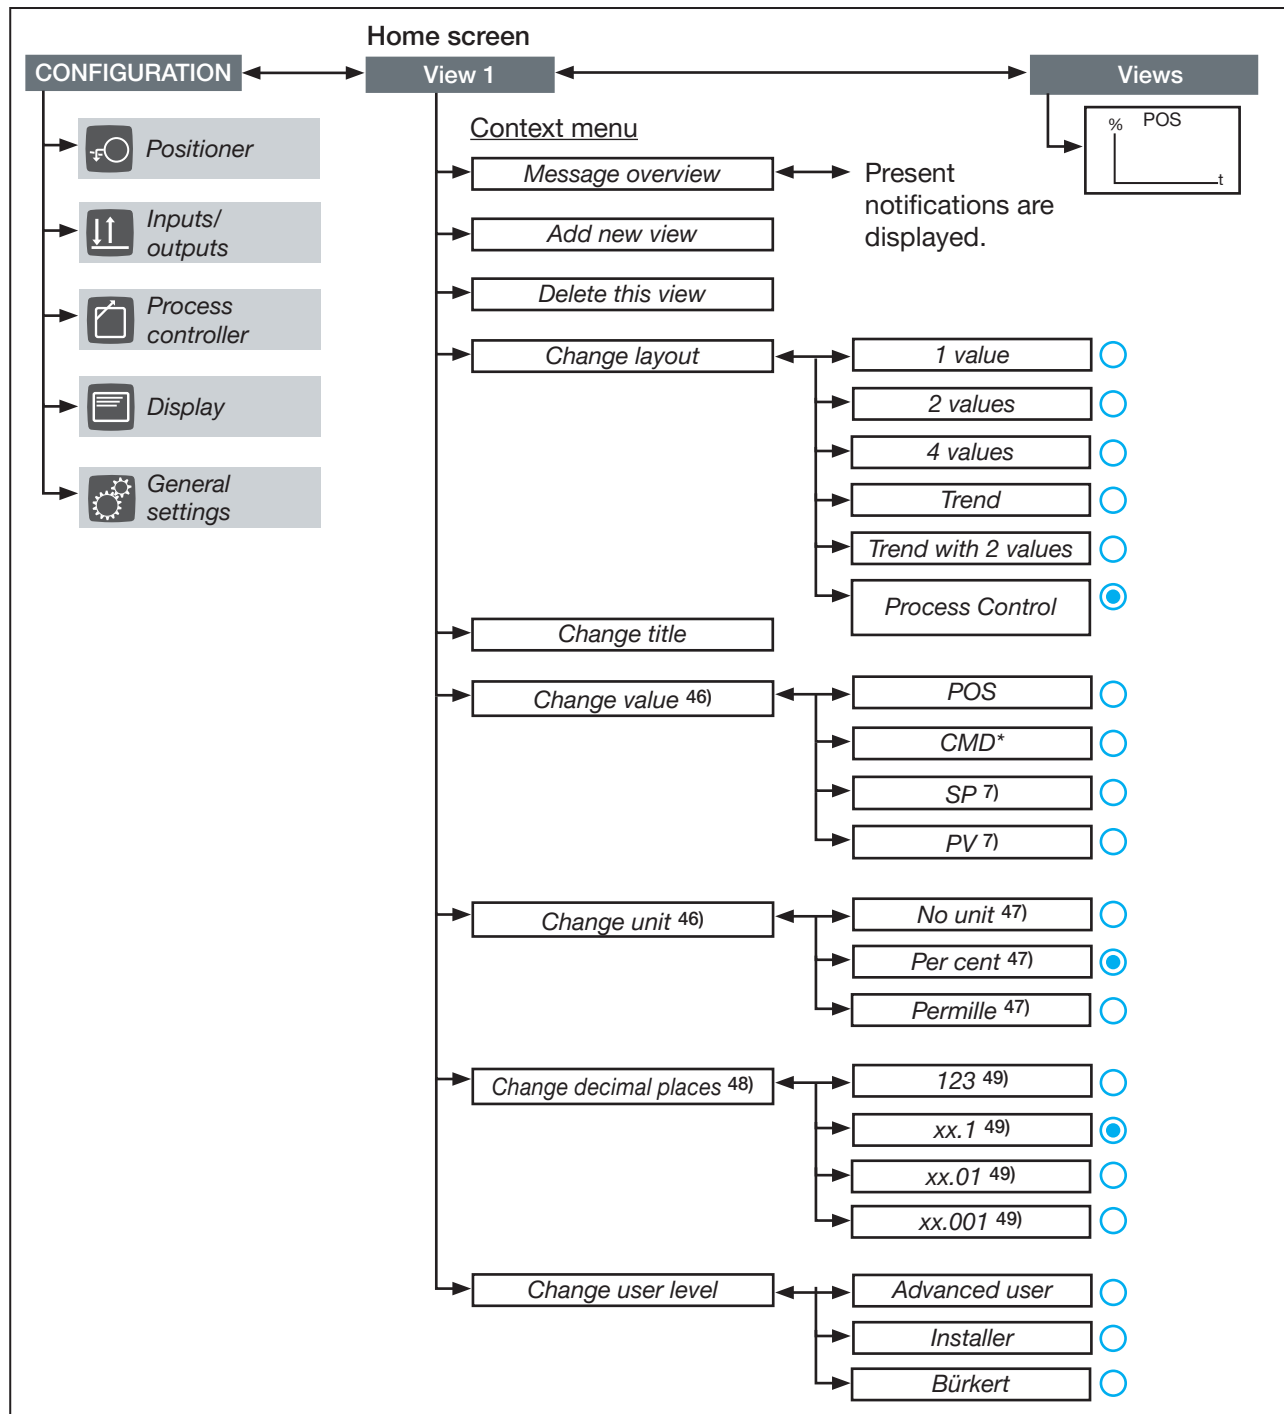 Home screen
CONFIGURATION
View 1
Views
Positioner
Inputs/
outputs
Process
controller
Display
General
settings
Context menu
Message overview
Present
notifications are
displayed.
% POS
t
Add new view
Delete this view
Change layout
1 value
2 values
4 values
Trend
Trend with 2 values
Process Control
Change title
Change value 46)
POS
CMD*
SP 7)
PV 7)
Change unit 46)
No unit 47)
Per cent 47)
Permille 47)
Change decimal places 48)
123 49)
xx.1 49)
xx.01 49)
xx.001 49)
Change user level
Advanced user
Installer
Bürkert